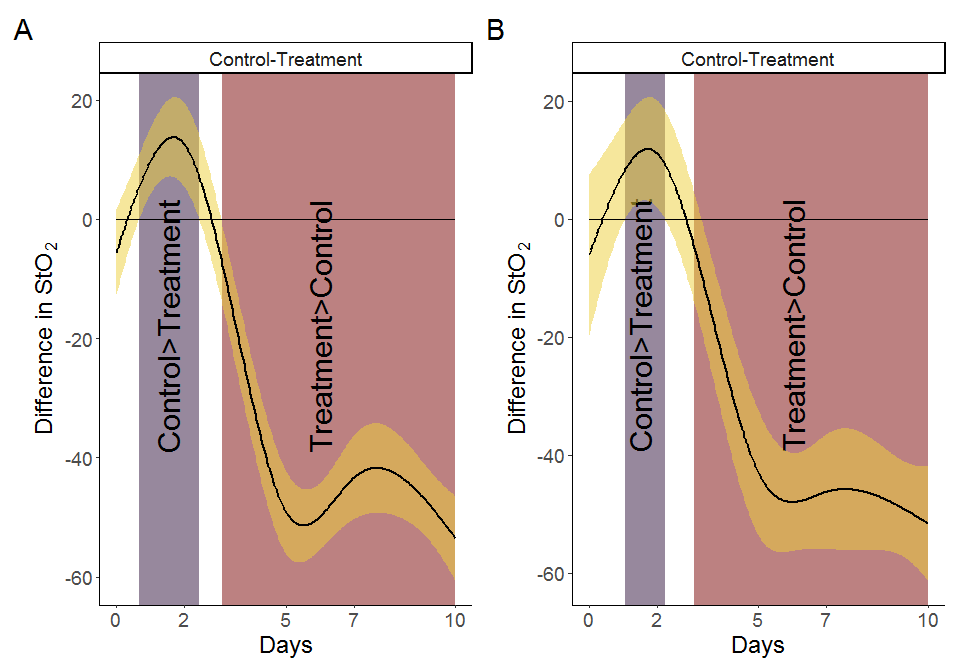 A
Control-Treatment
Difference in StO₂
20
0
-20
-40
-60
Control>Treatment
Treatment>Control
0 2 5 7 10
Days
B
Control-Treatment
Difference in StO₂
20
0
-20
-40
-60
Control>Treatment
Treatment>Control
0 2 5 7 10
Days